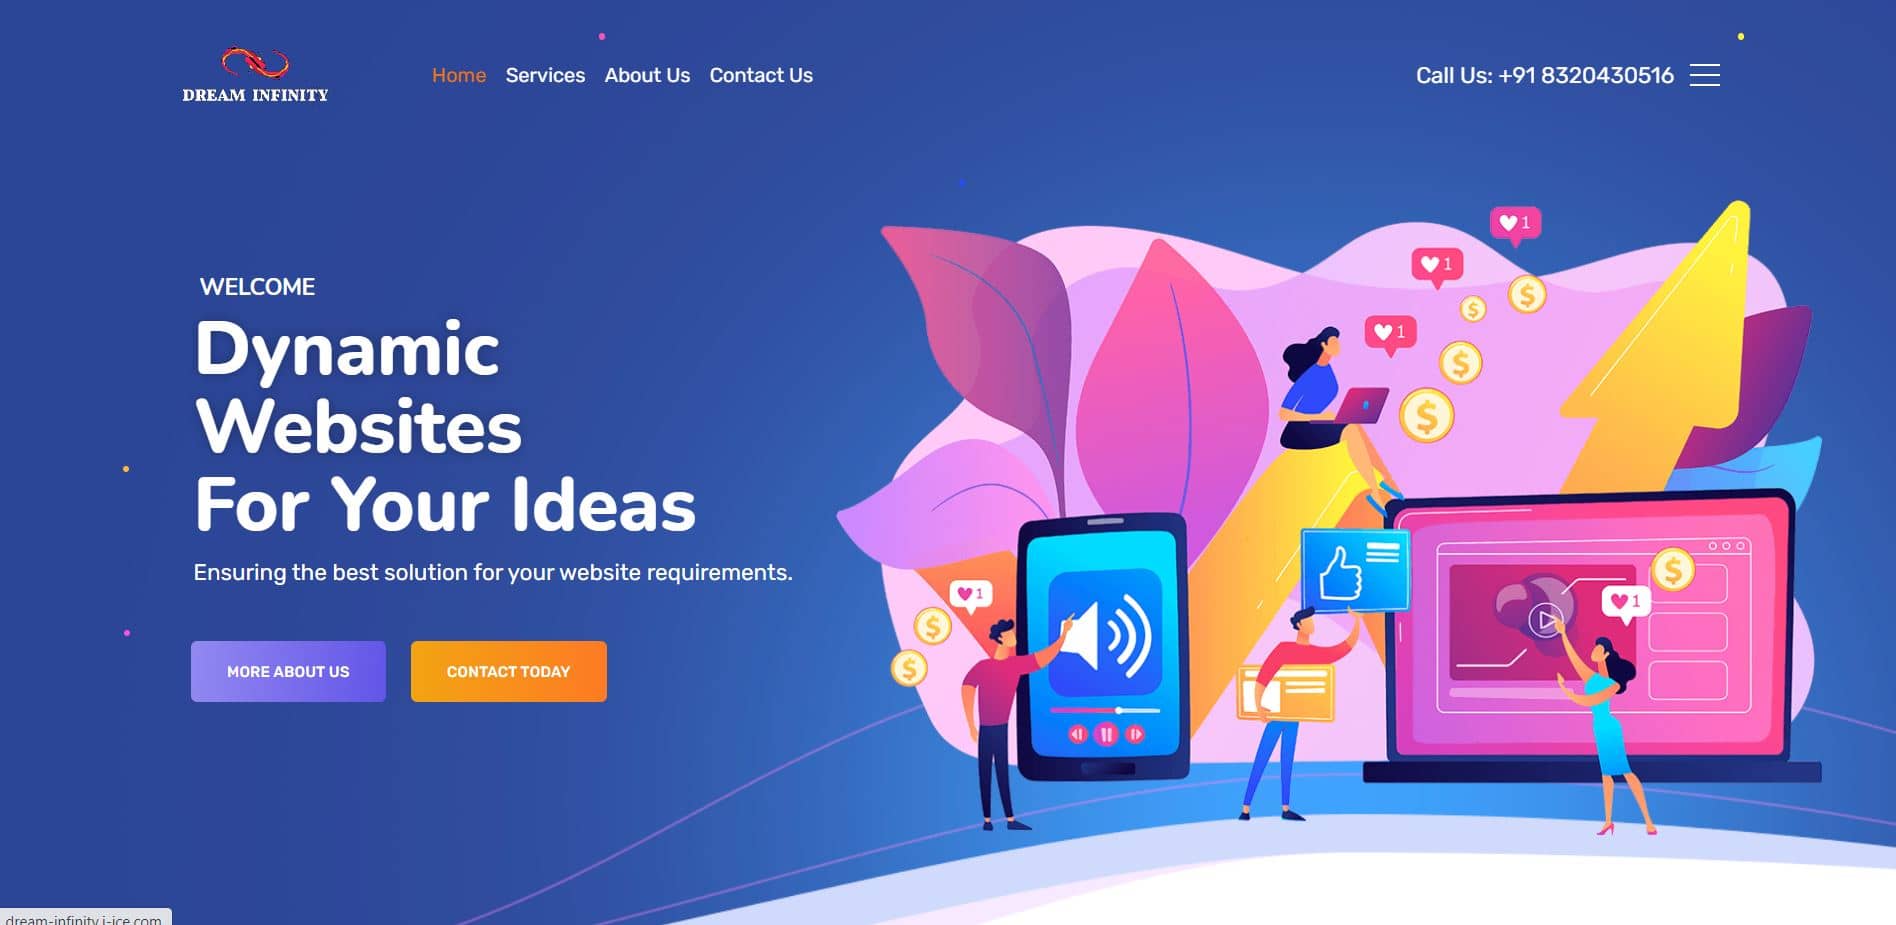 DREAM INFINITY
Home Services About Us Contact Us
Call Us: +91 8320430516
WELCOME
Dynamic
Websites
For Your Ideas
Ensuring the best solution for your website requirements.
MORE ABOUT US
CONTACT TODAY
1
1
1
$
$
$
$
1
$
$
$
1
dream-infinity.i-ice.com